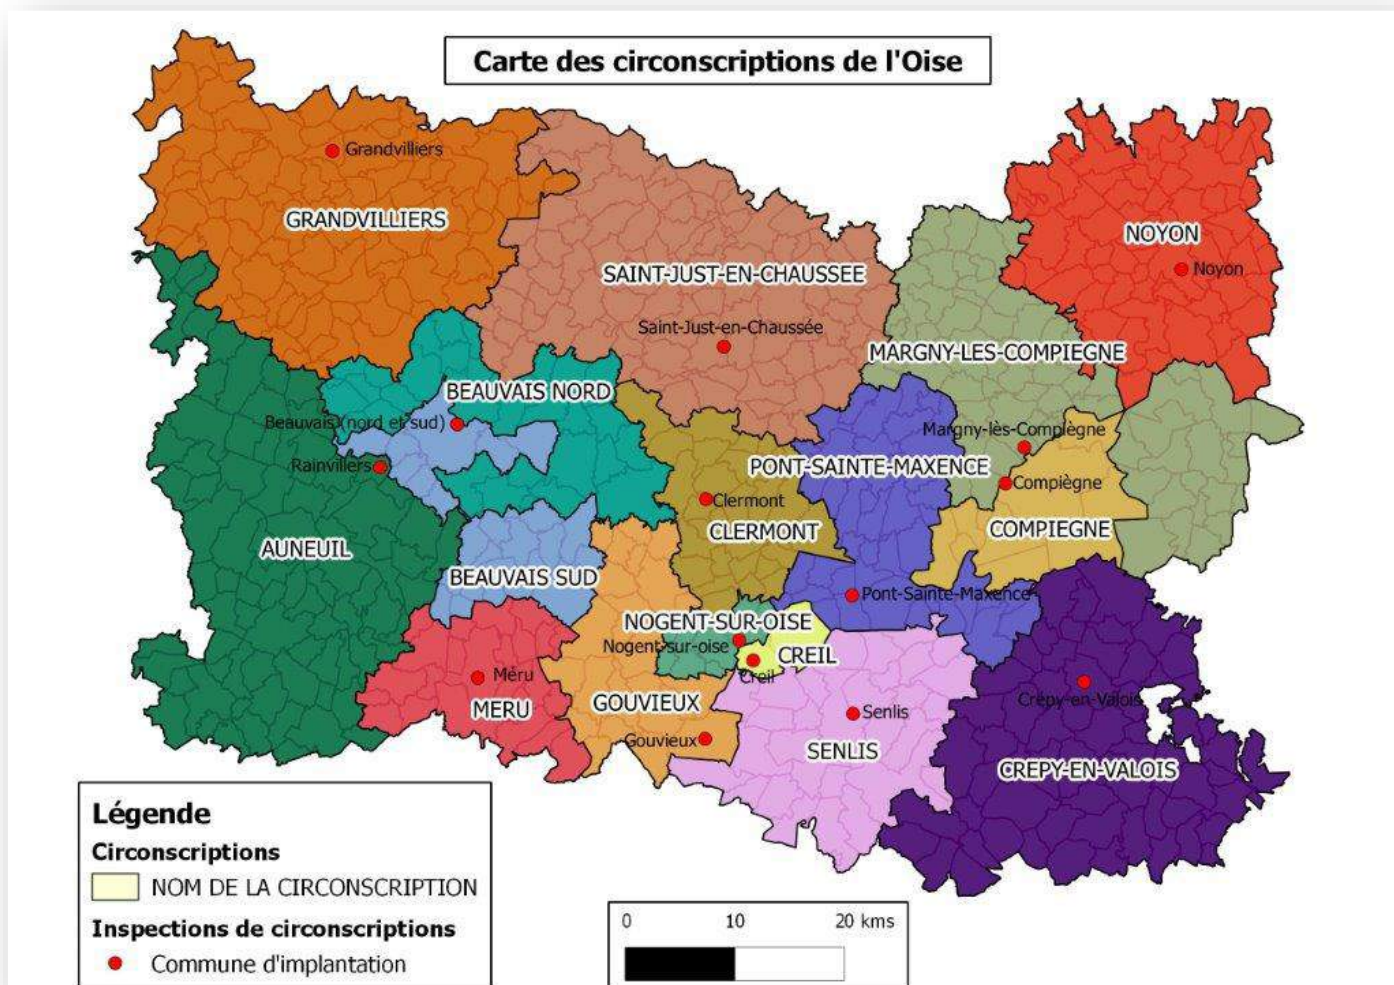 Carte des circonscriptions de l'Oise
Grandvilliers
GRANDVILLIERS
NOYON
Noyon
SAINT-JUST-EN-CHAUSSEE
Saint-Just-en-Chaussée
MARGNY-LES-COMPIEGNE
BEAUVAIS NORD
Beauvais (nord et sud)
Margny-lès-Compiègne
Rainvillers
PONT-SAINTE-MAXENCE
Compiègne
Clermont
CLERMONT
COMPIEGNE
AUNEUIL
BEAUVAIS SUD
Pont-Sainte-Maxence
NOGENT-SUR-OISE
Nogent-sur-oise
CREIL
Creil
Méru
MERU
GOUVIEUX
Crépy-en-Valois
Senlis
Gouvieux
SENLIS
CREPY-EN-VALOIS
Légende
Circonscriptions
NOM DE LA CIRCONSCRIPTION
Inspections de circonscriptions
Commune d'implantation
0 10 20 kms